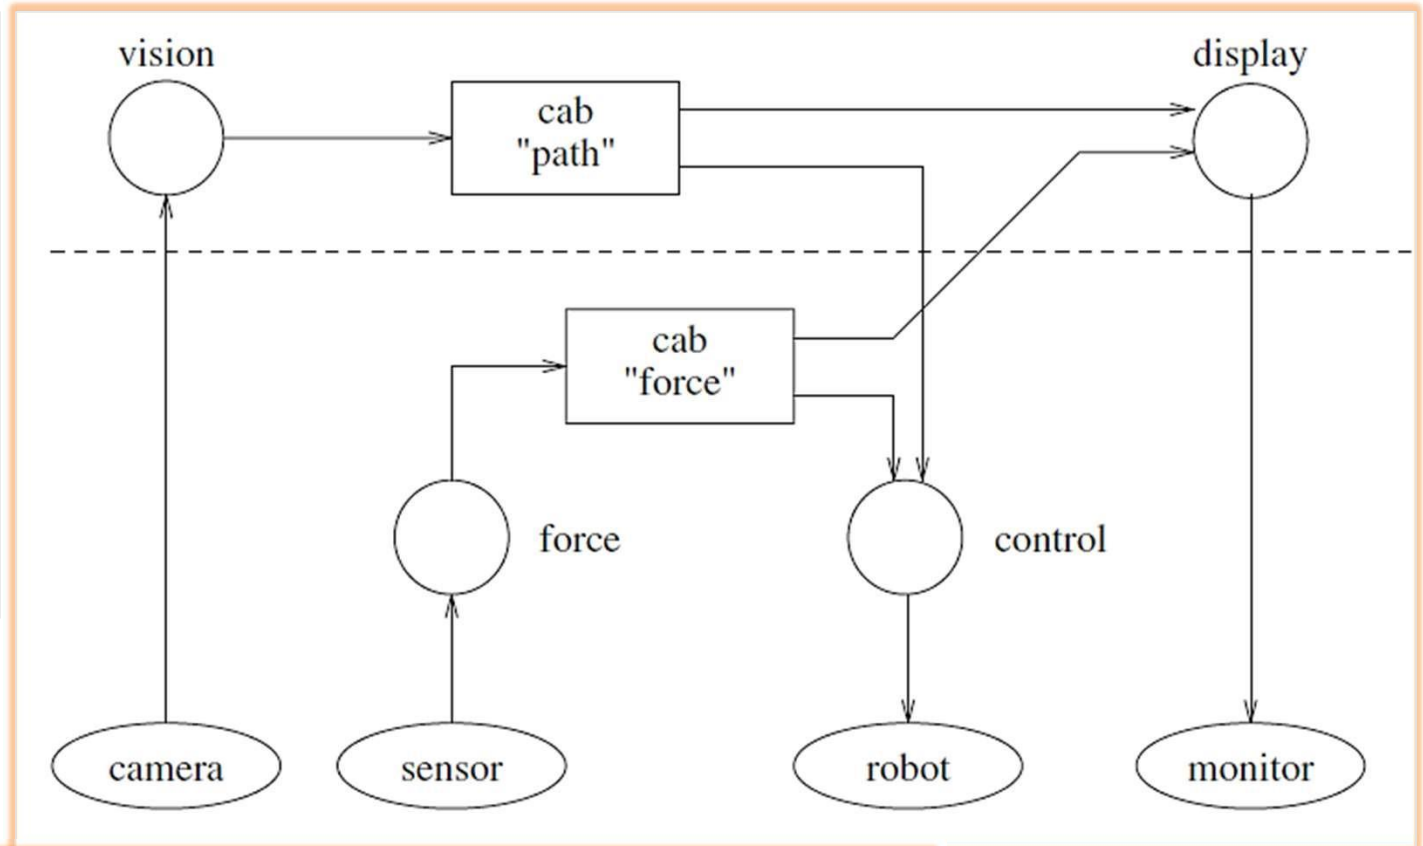 vision
display
cab
"path"
cab
"force"
force
control
camera
sensor
robot
monitor